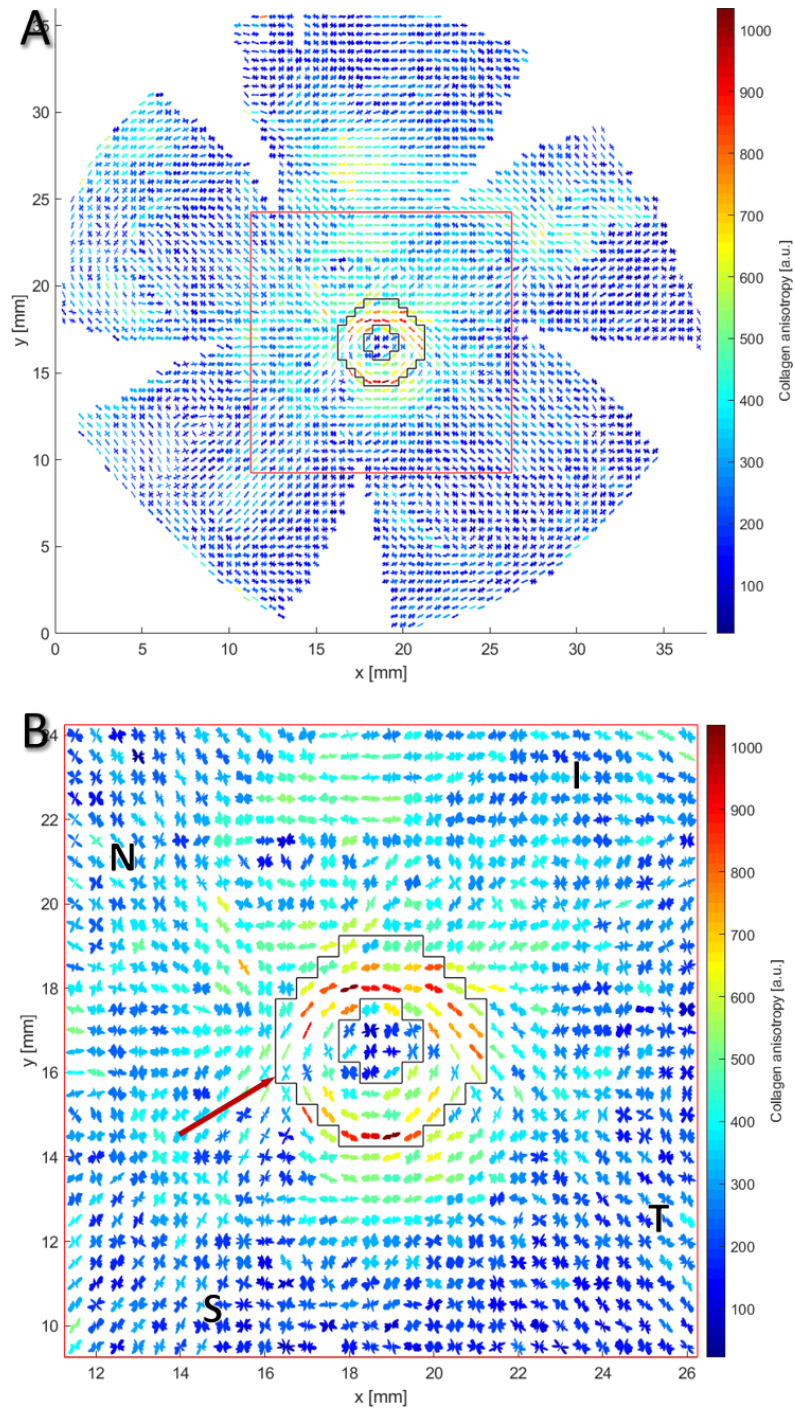 A
35
30
25
20
15
10
5
0
y [mm]
0 5 10 15 20 25 30 35
x [mm]
1000
900
800
700
600
500
400
300
200
100
Collagen anisotropy [a.u.]
B
24
22
20
18
16
14
12
10
y [mm]
I
N
T
S
12 14 16 18 20 22 24 26
x [mm]
1000
900
800
700
600
500
400
300
200
100
Collagen anisotropy [a.u.]